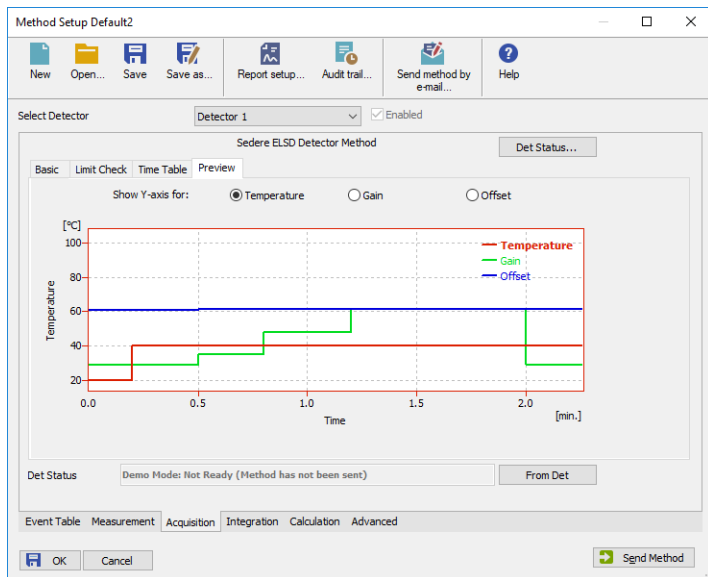 Method Setup Default2
New Open... Save Save as... Report setup... Audit trail... Send method by e-mail... Help
Select Detector Detector 1 Enabled
Sedere ELSD Detector Method Det Status...
Basic Limit Check Time Table Preview
Show Y-axis for: Temperature Gain Offset
[°C]
100
Temperature
Gain
Offset
80
60
40
20
Temperature
0.0 0.5 1.0 1.5 2.0
Time [min.]
Det Status Demo Mode: Not Ready (Method has not been sent) From Det
Event Table Measurement Acquisition Integration Calculation Advanced
OK Cancel Send Method